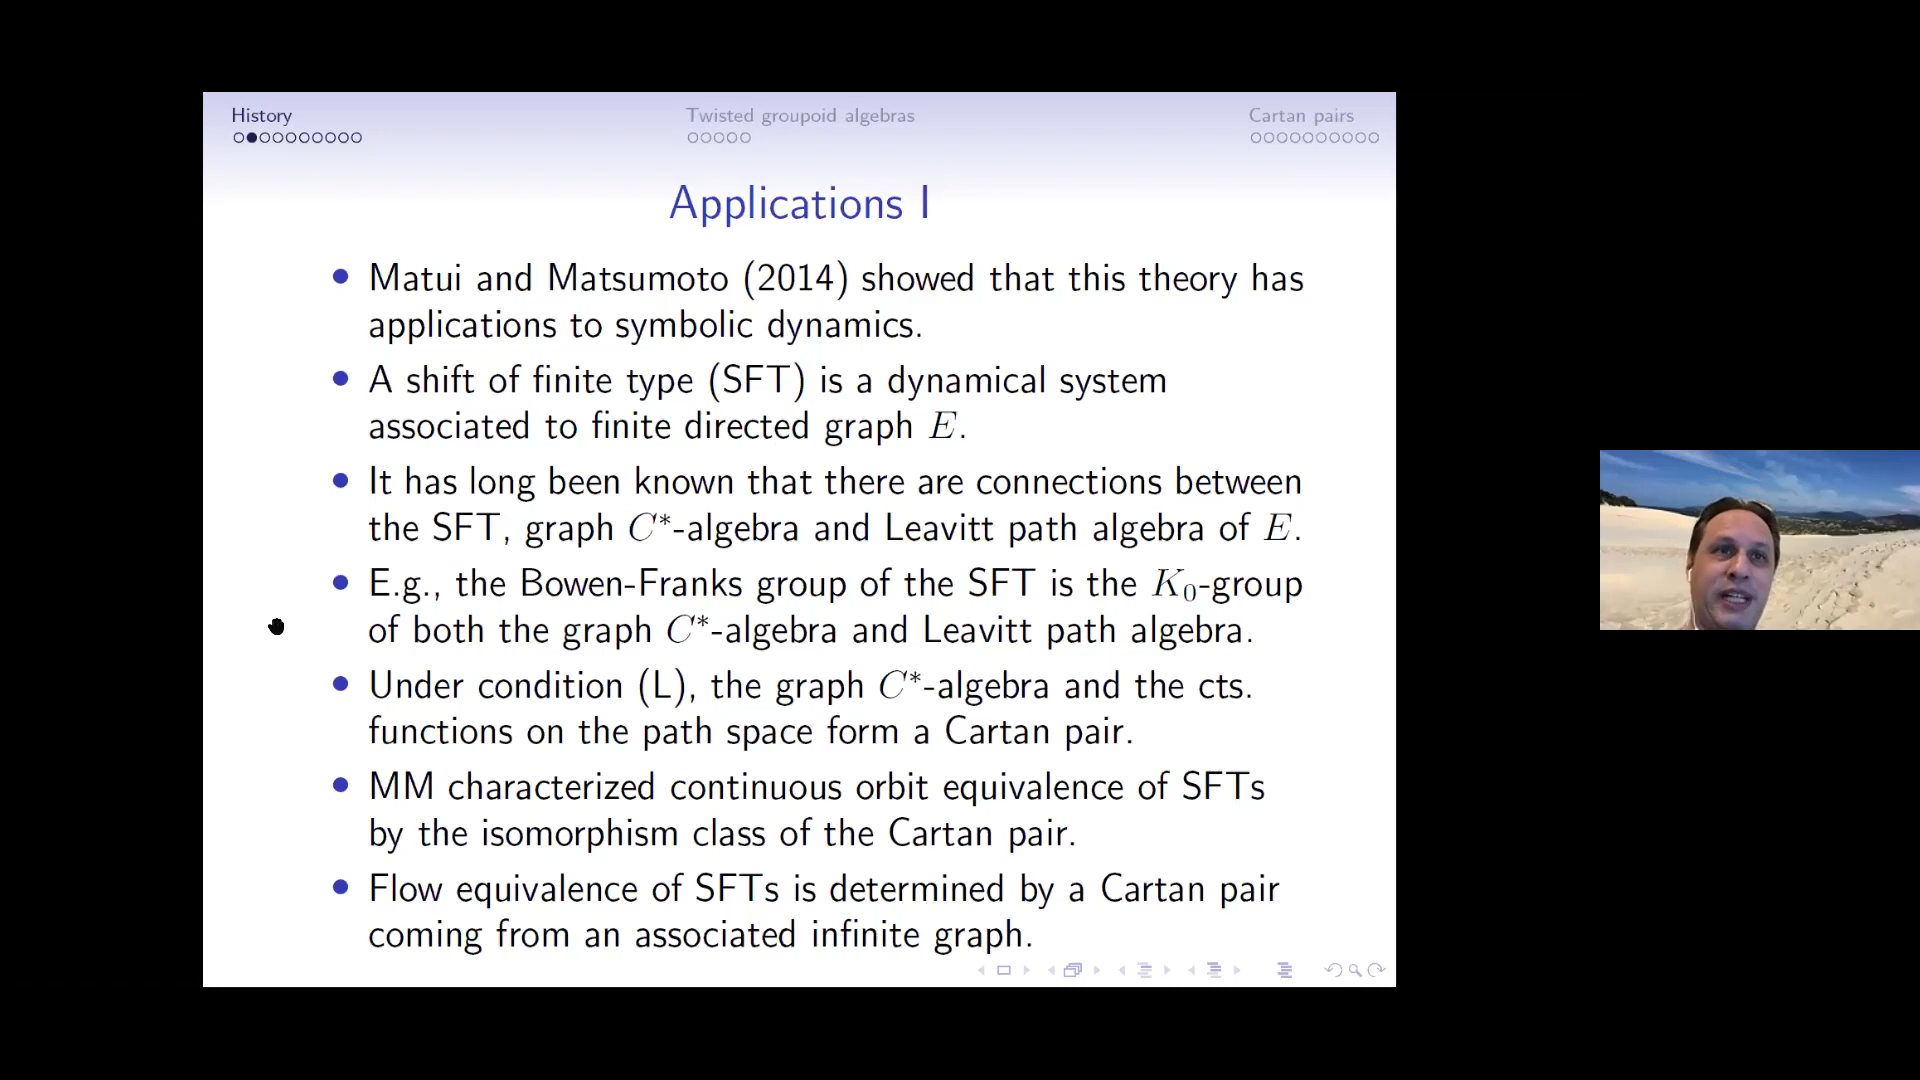 History
Twisted groupoid algebras
Cartan pairs
Applications I
Matui and Matsumoto (2014) showed that this theory has
applications to symbolic dynamics.
A shift of finite type (SFT) is a dynamical system
associated to finite directed graph E.
It has long been known that there are connections between
the SFT, graph C*-algebra and Leavitt path algebra of E.
E.g., the Bowen-Franks group of the SFT is the K₀-group
of both the graph C*-algebra and Leavitt path algebra.
Under condition (L), the graph C*-algebra and the cts.
functions on the path space form a Cartan pair.
MM characterized continuous orbit equivalence of SFTs
by the isomorphism class of the Cartan pair.
Flow equivalence of SFTs is determined by a Cartan pair
coming from an associated infinite graph.